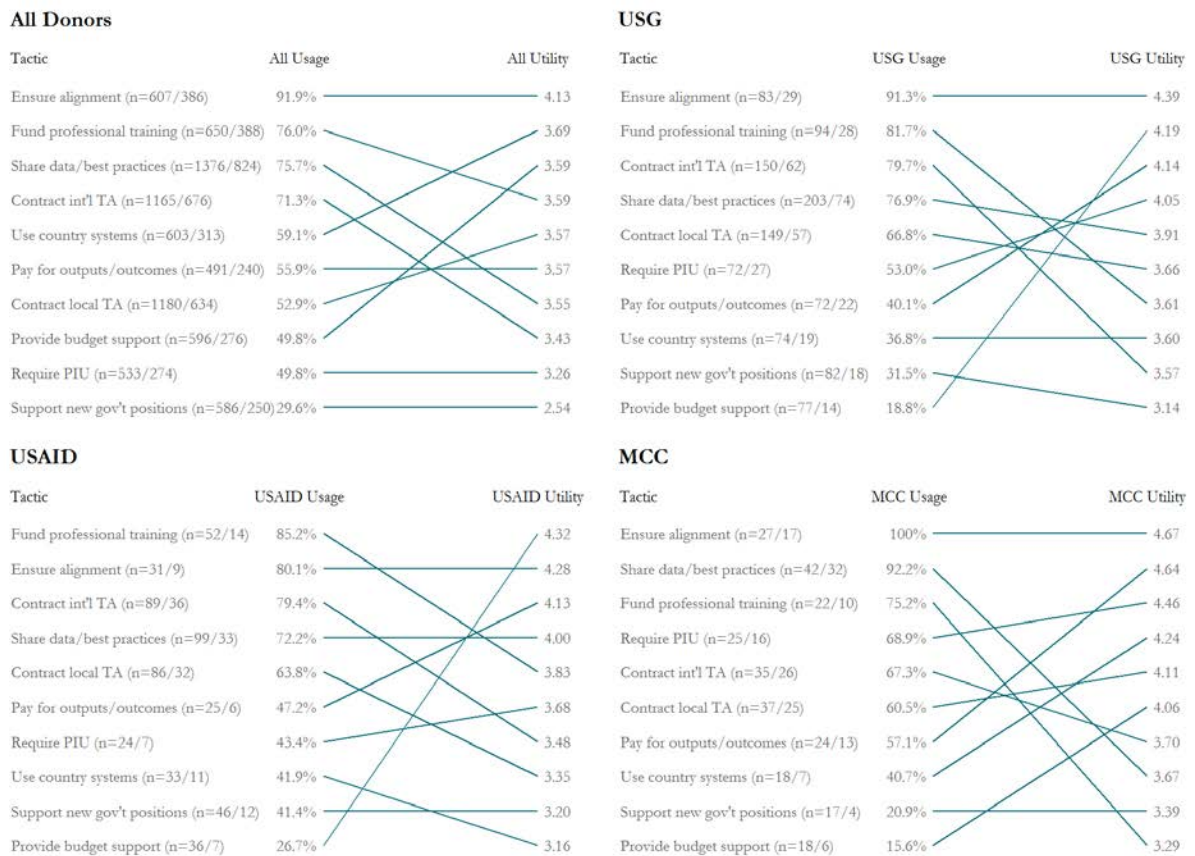 All Donors
Tactic All Usage All Utility
Ensure alignment (n=607/386) 91.9% 4.13
Fund professional training (n=650/388) 76.0% 3.69
Share data/best practices (n=1376/824) 75.7% 3.59
Contract int'l TA (n=1165/676) 71.3% 3.59
Use country systems (n=603/313) 59.1% 3.57
Pay for outputs/outcomes (n=491/240) 55.9% 3.57
Contract local TA (n=1180/634) 52.9% 3.55
Provide budget support (n=596/276) 49.8% 3.43
Require PIU (n=533/274) 49.8% 3.26
Support new gov't positions (n=586/250) 29.6% 2.54
USG
Tactic USG Usage USG Utility
Ensure alignment (n=83/29) 91.3% 4.39
Fund professional training (n=94/28) 81.7% 4.19
Contract int'l TA (n=150/62) 79.7% 4.14
Share data/best practices (n=203/74) 76.9% 4.05
Contract local TA (n=149/57) 66.8% 3.91
Require PIU (n=72/27) 53.0% 3.66
Pay for outputs/outcomes (n=72/22) 40.1% 3.61
Use country systems (n=74/19) 36.8% 3.60
Support new gov't positions (n=82/18) 31.5% 3.57
Provide budget support (n=77/14) 18.8% 3.14
USAID
Tactic USAID Usage USAID Utility
Fund professional training (n=52/14) 85.2% 4.32
Ensure alignment (n=31/9) 80.1% 4.28
Contract int'l TA (n=89/36) 79.4% 4.13
Share data/best practices (n=99/33) 72.2% 4.00
Contract local TA (n=86/32) 63.8% 3.83
Pay for outputs/outcomes (n=25/6) 47.2% 3.68
Require PIU (n=24/7) 43.4% 3.48
Use country systems (n=33/11) 41.9% 3.35
Support new gov't positions (n=46/12) 41.4% 3.20
Provide budget support (n=36/7) 26.7% 3.16
MCC
Tactic MCC Usage MCC Utility
Ensure alignment (n=27/17) 100% 4.67
Share data/best practices (n=42/32) 92.2% 4.64
Fund professional training (n=22/10) 75.2% 4.46
Require PIU (n=25/16) 68.9% 4.24
Contract int'l TA (n=35/26) 67.3% 4.11
Contract local TA (n=37/25) 60.5% 4.06
Pay for outputs/outcomes (n=24/13) 57.1% 3.70
Use country systems (n=18/7) 40.7% 3.67
Support new gov't positions (n=17/4) 20.9% 3.39
Provide budget support (n=18/6) 15.6% 3.29